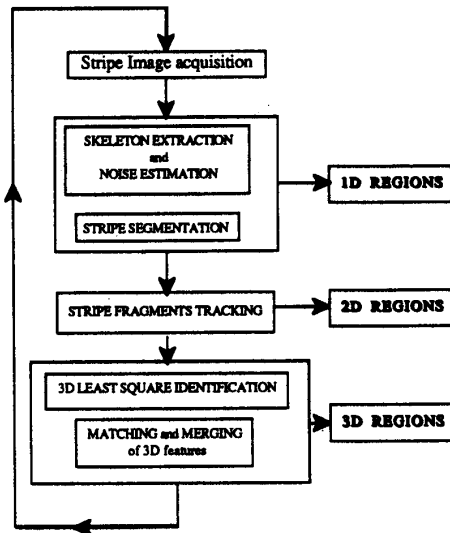 Stripe Image acquisition
SKELETON EXTRACTION
and
NOISE ESTIMATION
1D REGIONS
STRIPE SEGMENTATION
STRIPE FRAGMENTS TRACKING
2D REGIONS
3D LEAST SQUARE IDENTIFICATION
MATCHING and MERGING
of 3D features
3D REGIONS